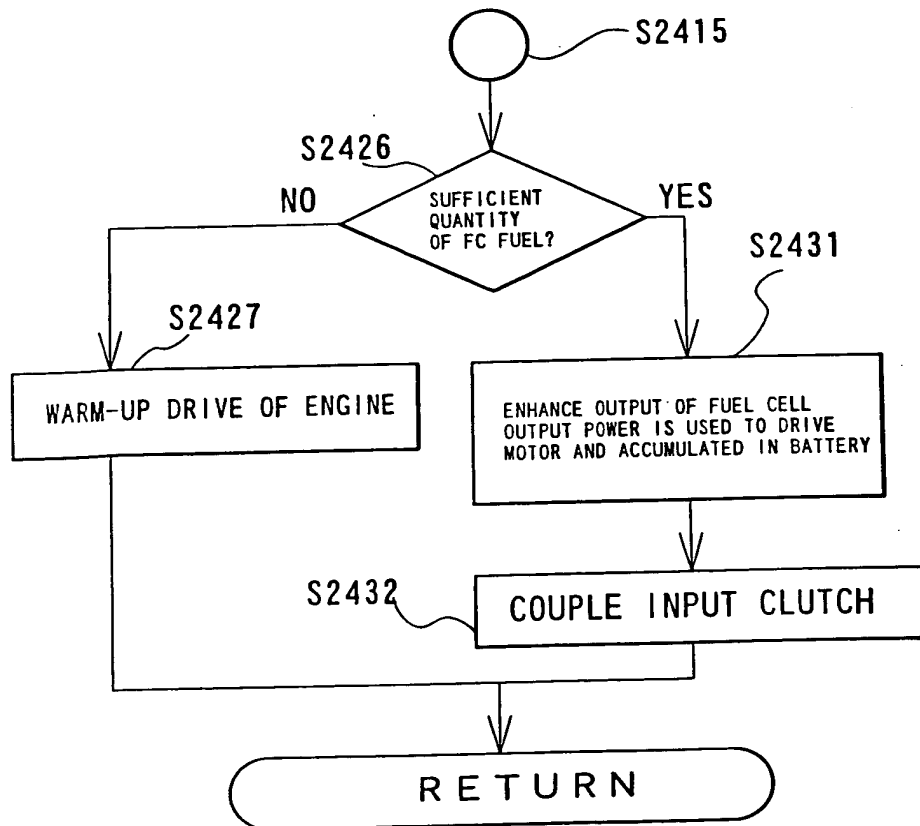 S2415
S2426
SUFFICIENT
QUANTITY
OF FC FUEL?
NO
YES
S2431
S2427
WARM-UP DRIVE OF ENGINE
ENHANCE OUTPUT OF FUEL CELL
OUTPUT POWER IS USED TO DRIVE
MOTOR AND ACCUMULATED IN BATTERY
S2432
COUPLE INPUT CLUTCH
RETURN